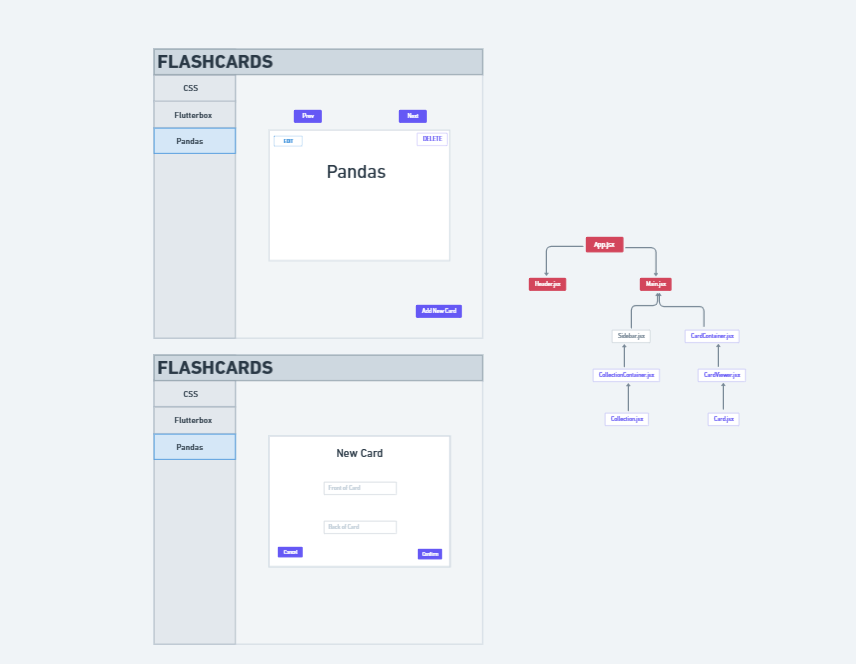 FLASHCARDS
CSS
Flutterbox
Pandas
Prev
Next
EDIT
DELETE
Pandas
Add New Card
FLASHCARDS
CSS
Flutterbox
Pandas
New Card
Front of Card
Back of Card
Cancel
Confirm
App.jsx
Header.jsx
Main.jsx
Sidebar.jsx
CardContainer.jsx
CollectionContainer.jsx
CardViewer.jsx
Collection.jsx
Card.jsx